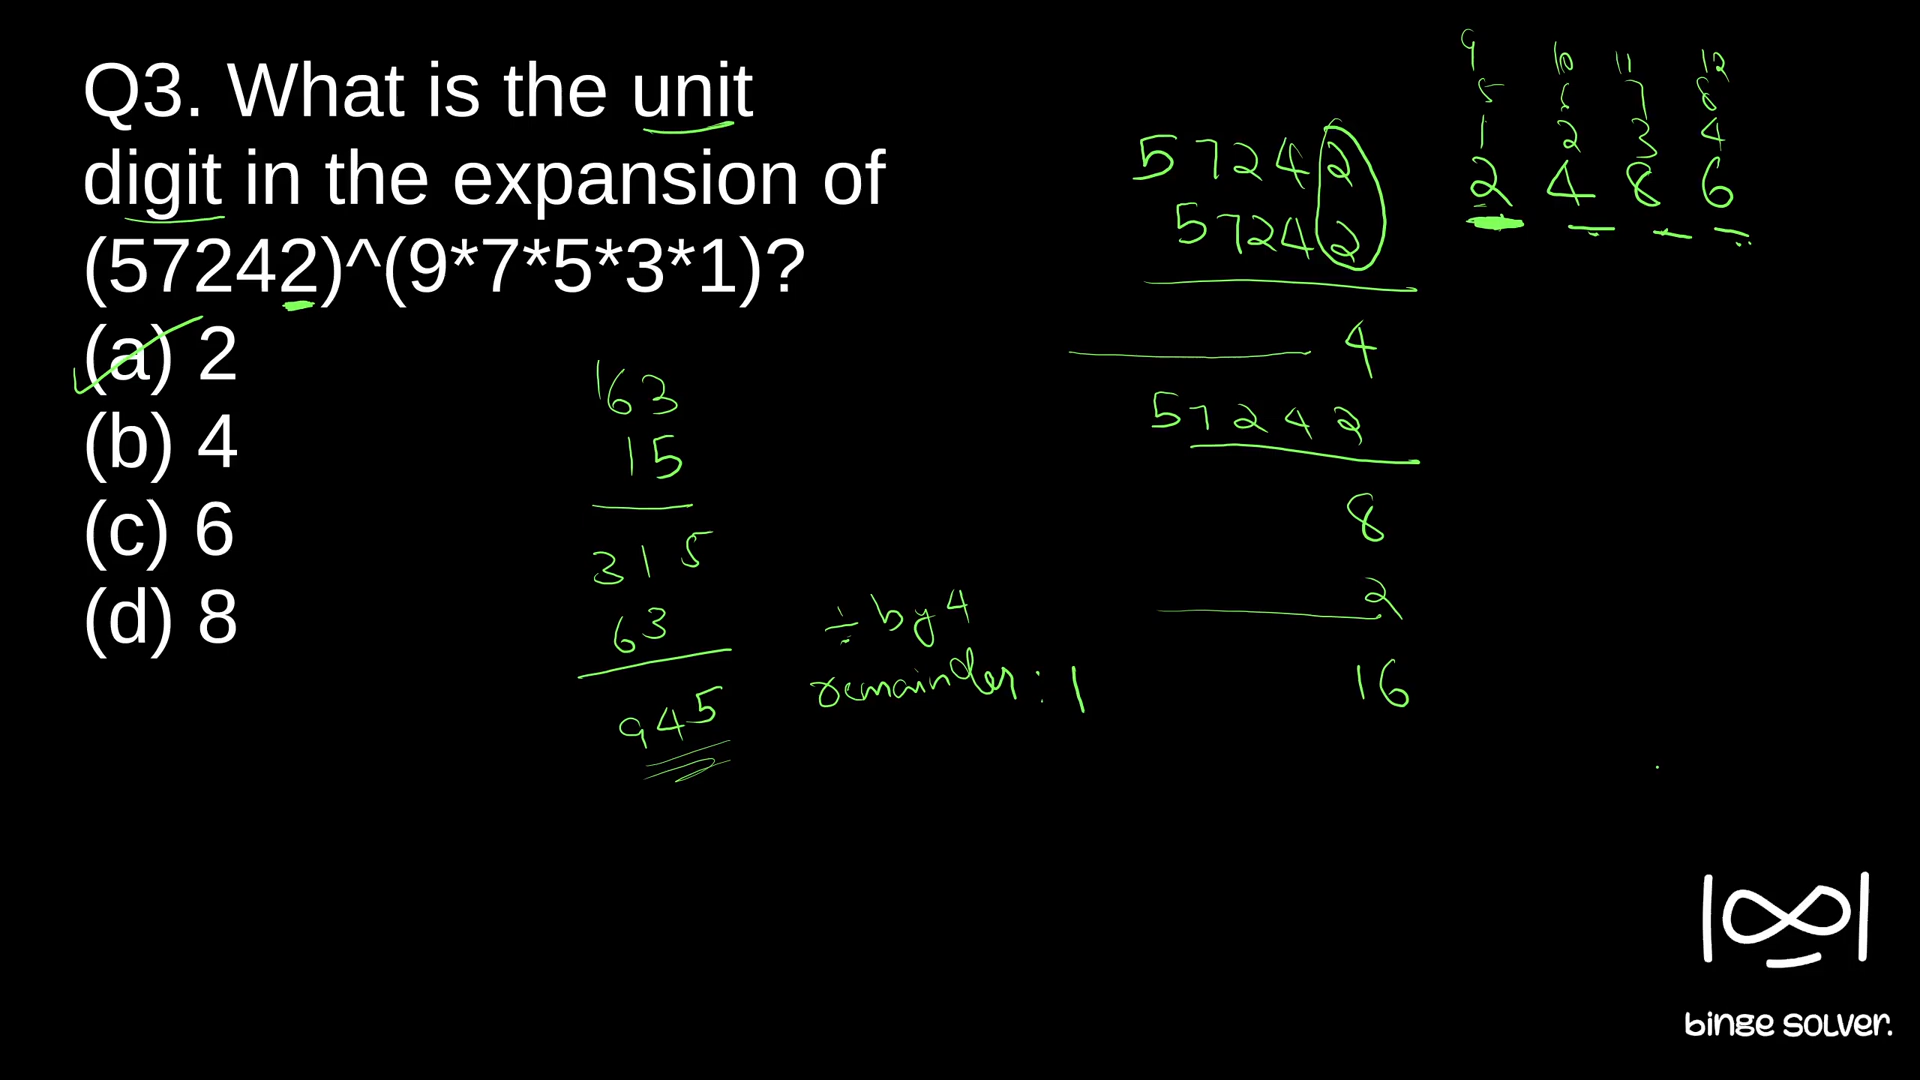 Q3. What is the unit
digit in the expansion of
(57242)^(9*7*5*3*1)?
(a) 2
(b) 4
(c) 6
(d) 8
163
15
315
63
945
÷ by 4
remainder: 1
57242
57242
4
57242
8
2
16
9 10 11 12
5 6 7 8
1 2 3 4
2 4 8 6
binge solver.